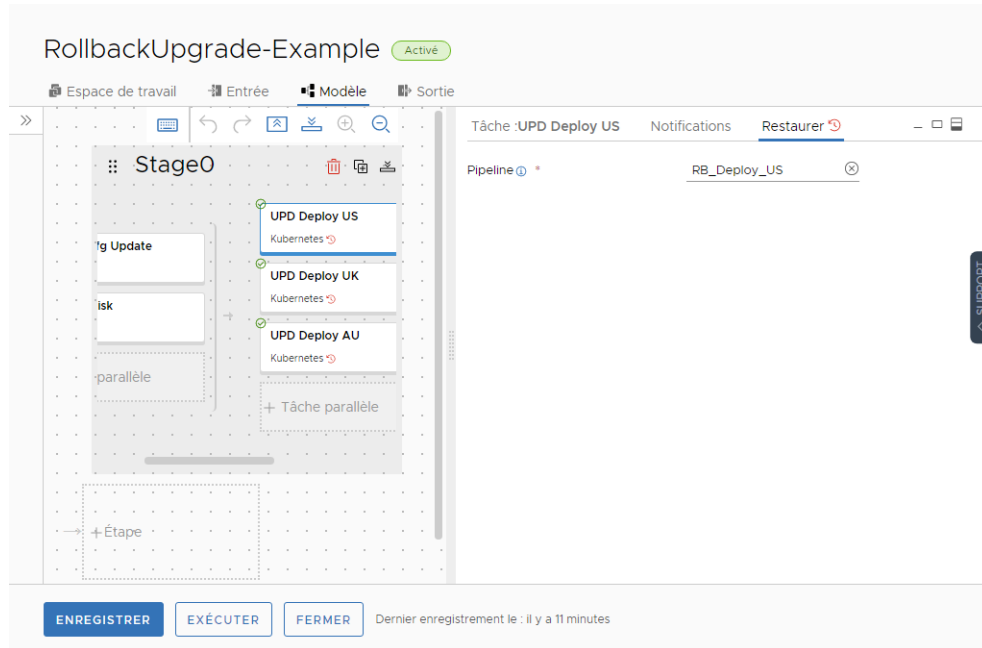 RollbackUpgrade-Example Activé
Espace de travail Entrée Modèle Sortie
Tâche :UPD Deploy US Notifications Restaurer
Pipeline * RB_Deploy_US
Stage0
fg Update
isk
parallèle
UPD Deploy US
Kubernetes
UPD Deploy UK
Kubernetes
UPD Deploy AU
Kubernetes
+ Tâche parallèle
+ Étape
SUPPORT
ENREGISTRER EXÉCUTER FERMER Dernier enregistrement le : il y a 11 minutes